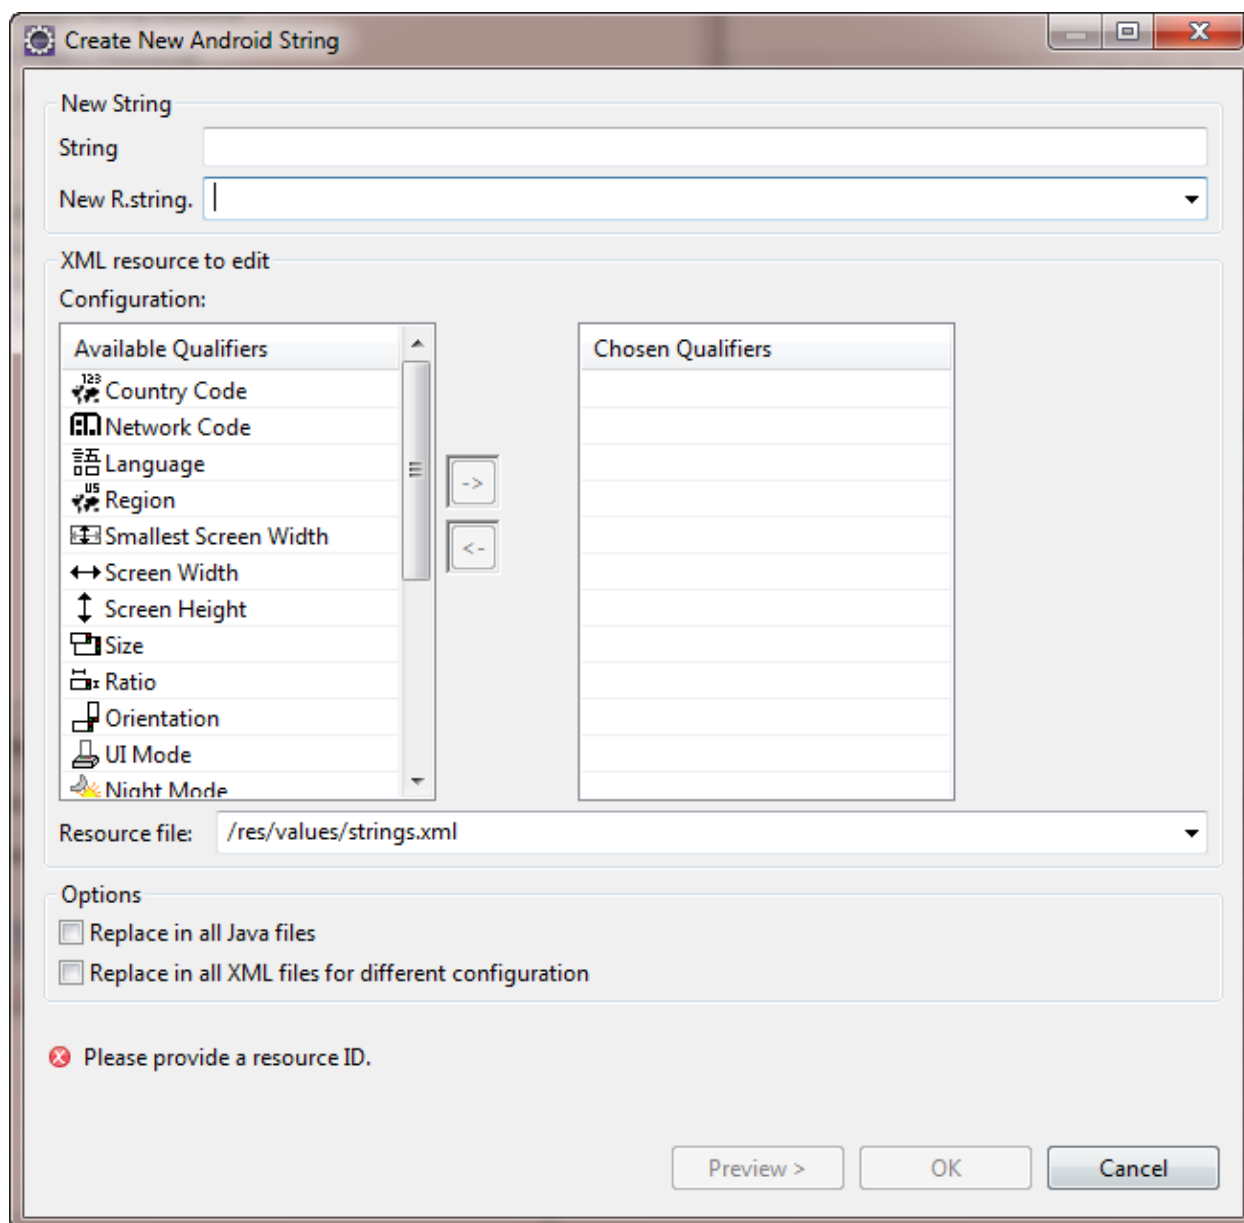 Create New Android String
New String
String
New R.string.
XML resource to edit
Configuration:
Available Qualifiers
Chosen Qualifiers
123
Country Code
Network Code
語 Language
US
Region
Smallest Screen Width
Screen Width
Screen Height
Size
Ratio
Orientation
UI Mode
Night Mode
->
<-
Resource file: /res/values/strings.xml
Options
Replace in all Java files
Replace in all XML files for different configuration
Please provide a resource ID.
Preview > OK Cancel